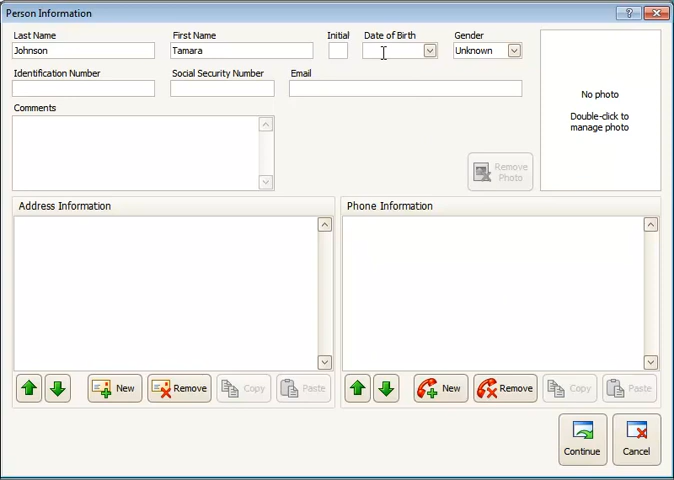 Person Information
?
Last Name First Name Initial Date of Birth Gender
Johnson Tamara Unknown
Identification Number Social Security Number Email
Comments
No photo
Double-click to
manage photo
Remove
Photo
Address Information Phone Information
New Remove Copy Paste New Remove Copy Paste
Continue Cancel